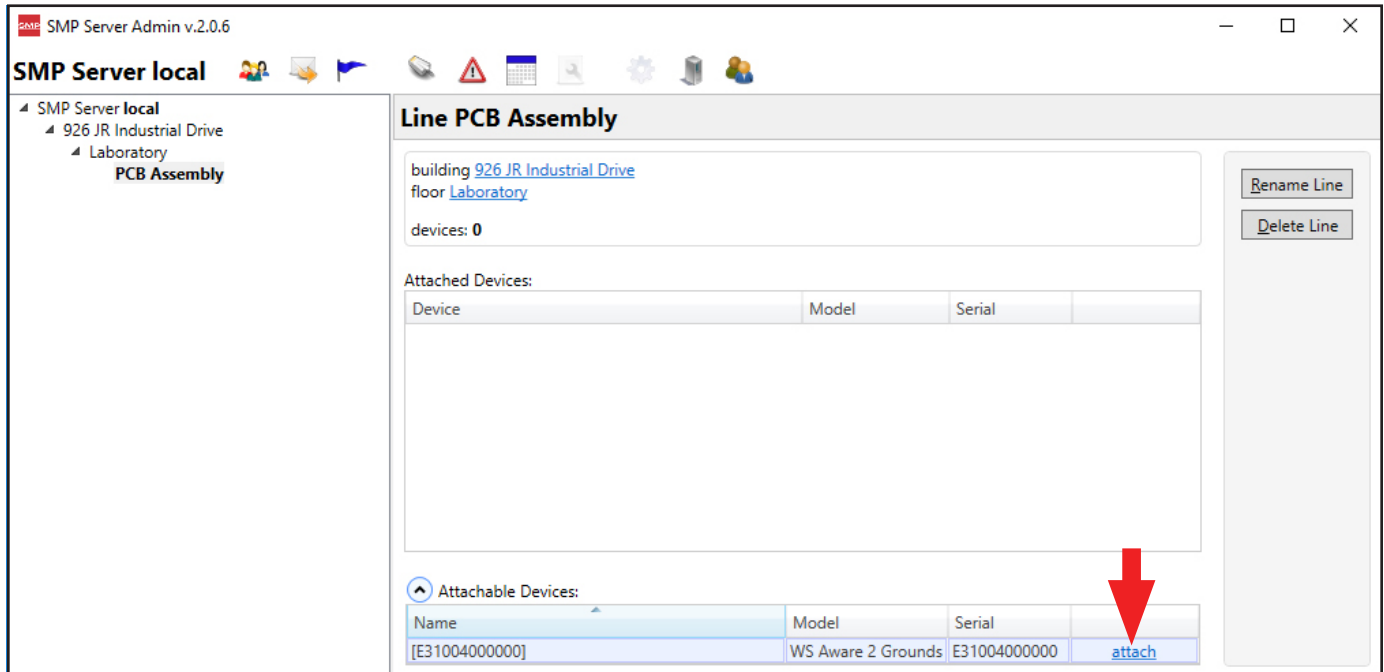 SMP SMP Server Admin v.2.0.6
SMP Server local
SMP Server local
926 JR Industrial Drive
Laboratory
PCB Assembly
Line PCB Assembly
building 926 JR Industrial Drive
floor Laboratory
devices: 0
Rename Line
Delete Line
Attached Devices:
Device Model Serial
Attachable Devices:
Name Model Serial
[E31004000000] WS Aware 2 Grounds E31004000000 attach